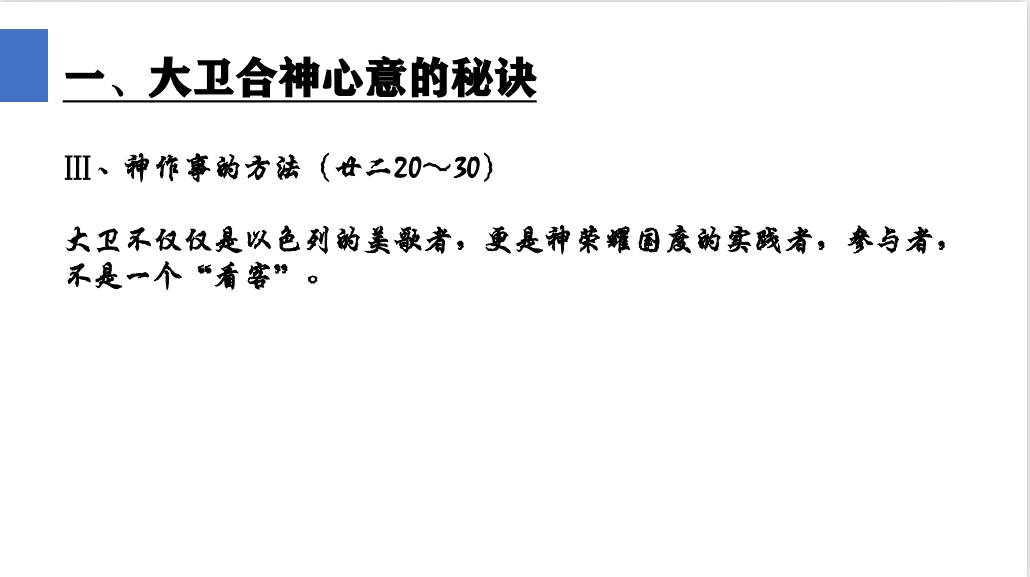 一、大卫合神心意的秘诀
Ⅲ、神作事的方法（廿二20～30）
大卫不仅仅是以色列的美歌者，更是神荣耀国度的实践者，参与者，
不是一个“看客”。